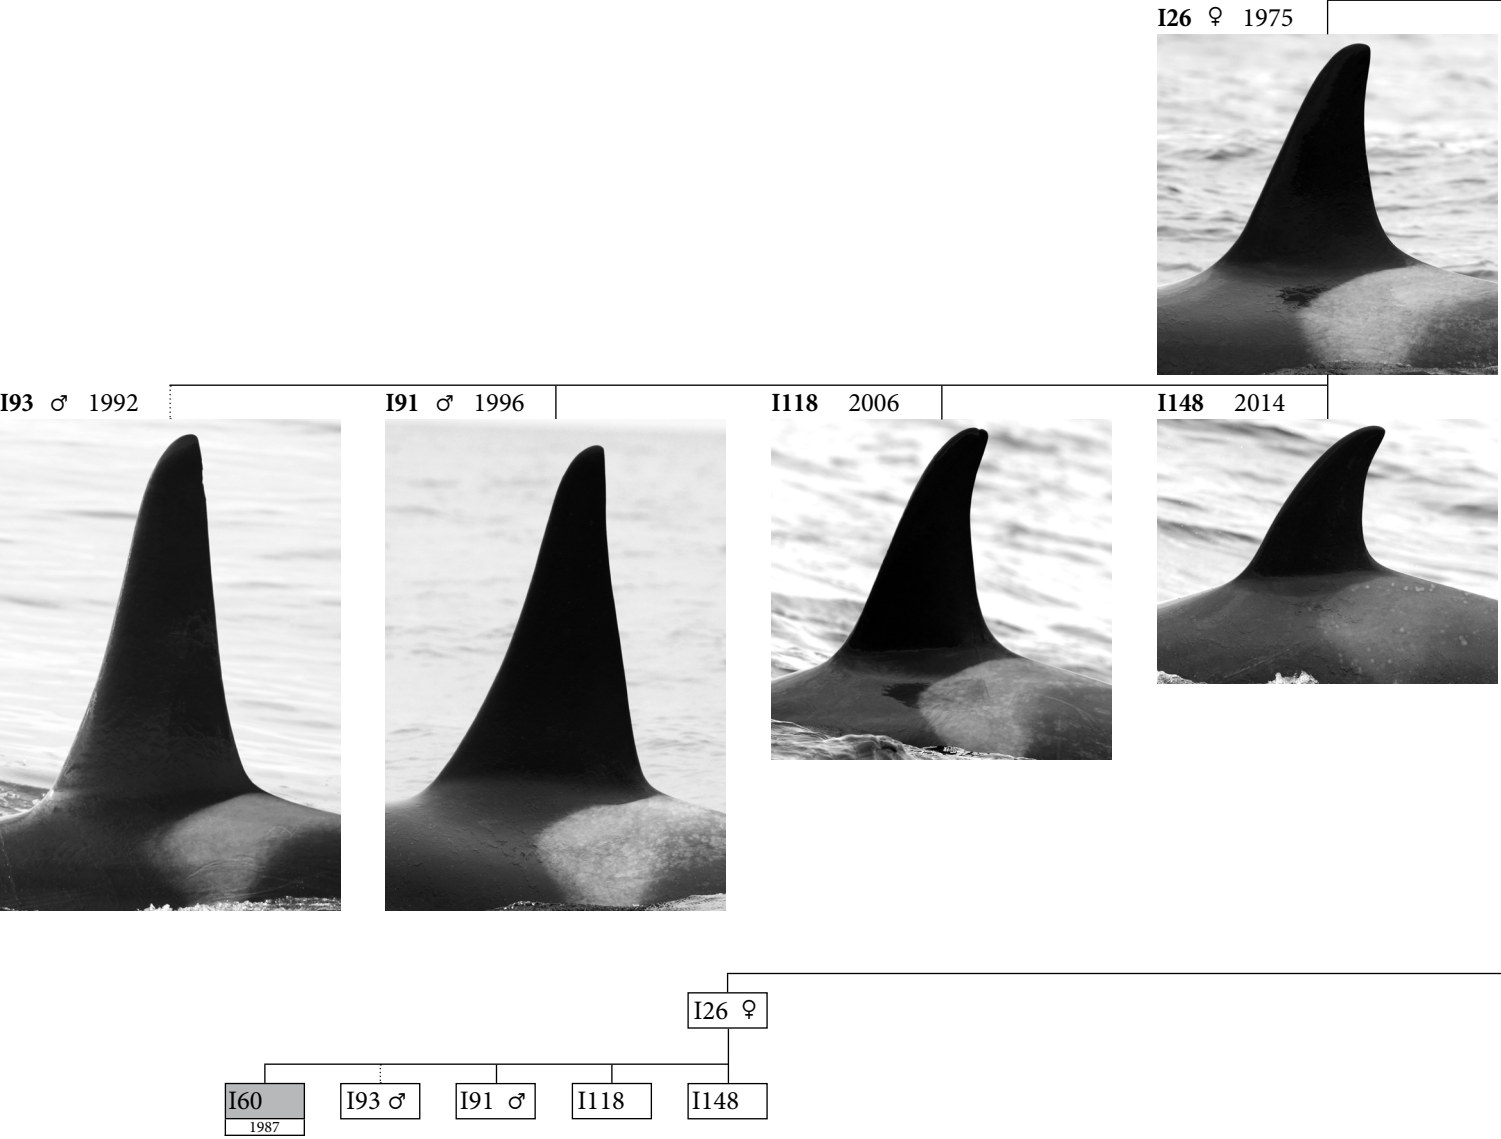 I26 ♀ 1975
I93 ♂ 1992
I91 ♂ 1996
I118 2006
I148 2014
I26 ♀
I60
I93 ♂
I91 ♂
I118
I148
1987